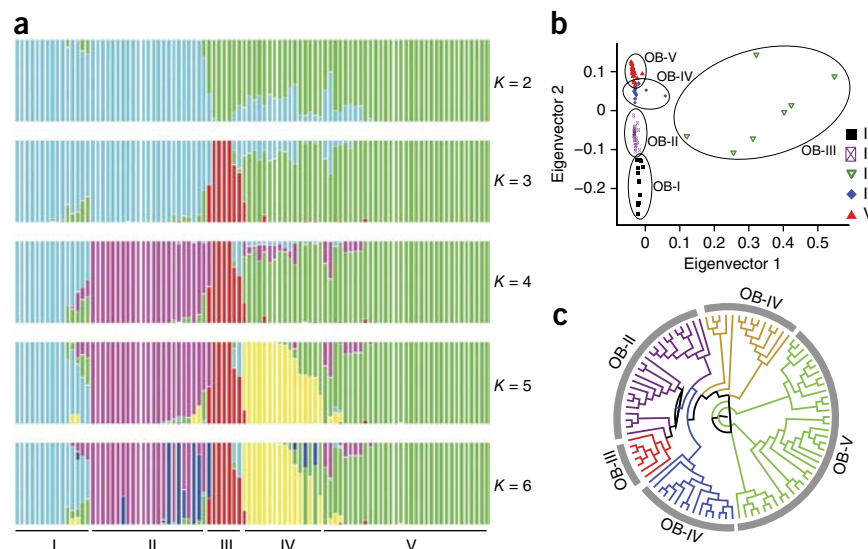 a
K = 2
K = 3
K = 4
K = 5
K = 6
I II III IV V
b
Eigenvector 2
0.1
0
−0.1
−0.2
OB-V
OB-IV
OB-II
OB-I
OB-III
0 0.1 0.2 0.3 0.4 0.5
Eigenvector 1
I
I
I
I
V
c
OB-IV
OB-II
OB-V
OB-III
OB-IV